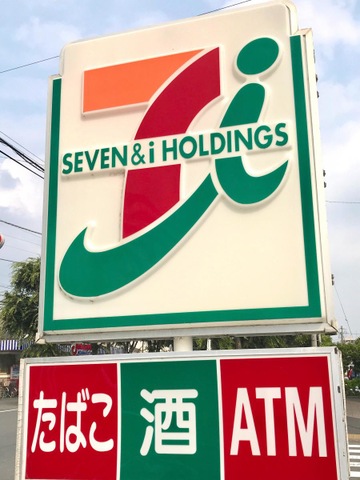 SEVEN & i HOLDINGS
たばこ 酒 ATM